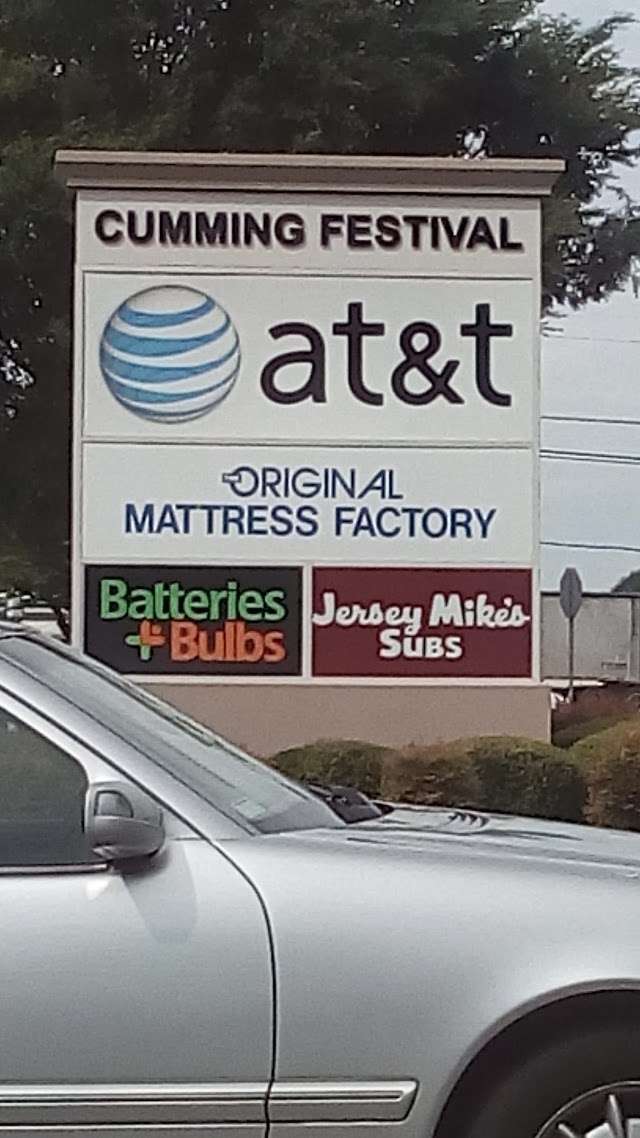 CUMMING FESTIVAL
at&t
ORIGINAL
MATTRESS FACTORY
Batteries
+ Bulbs
Jersey Mike's
SUBS